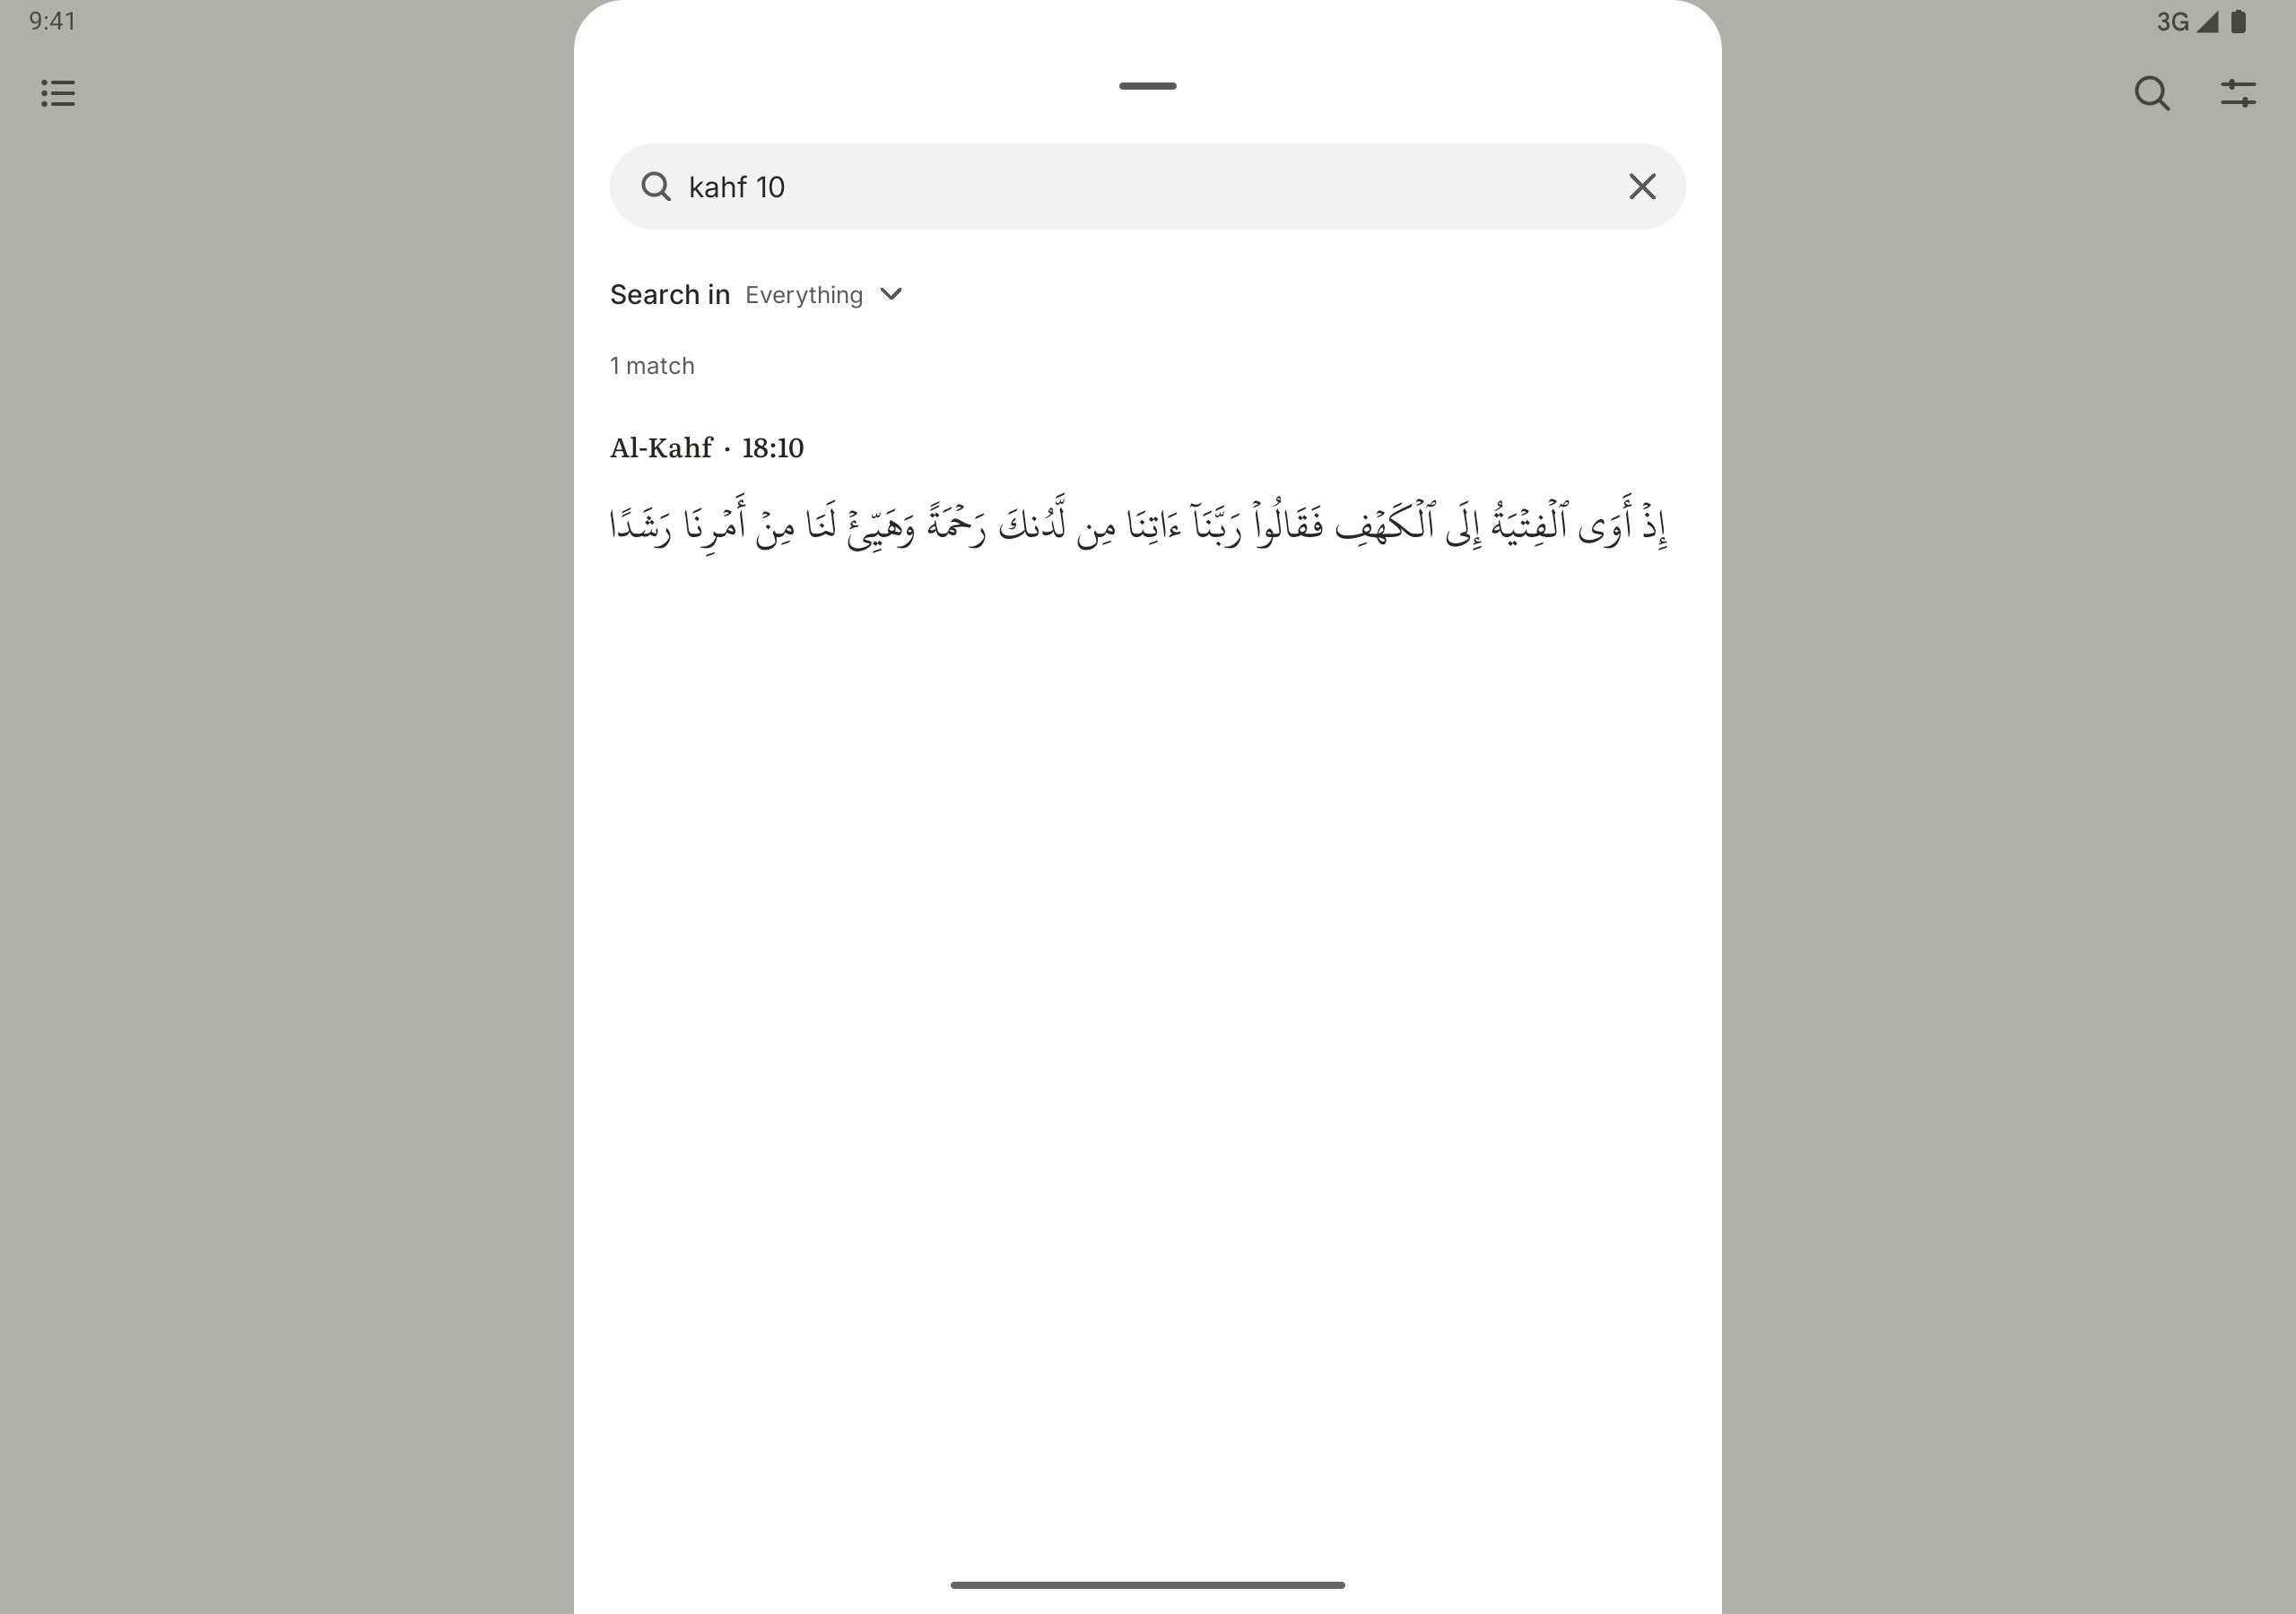 9:41
3G
kahf 10
Search in Everything
1 match
Al-Kahf · 18:10
إِذۡ أَوَى ٱلۡفِتۡيَةُ إِلَى ٱلۡكَهۡفِ فَقَالُواْ رَبَّنَآ ءَاتِنَا مِن لَّدُنكَ رَحۡمَةٗ وَهَيِّئۡ لَنَا مِنۡ أَمۡرِنَا رَشَدٗا